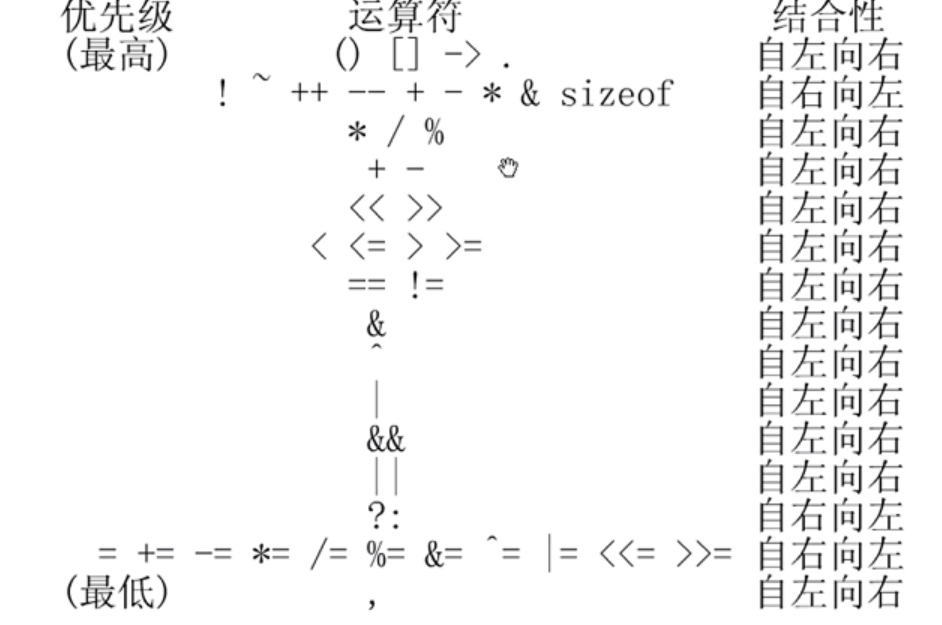 优先级 运算符 结合性
(最高) () [] -> . 自左向右
! ~ ++ -- + - * & sizeof 自右向左
* / % 自左向右
+ - 自左向右
<< >> 自左向右
< <= > >= 自左向右
== != 自左向右
& 自左向右
^ 自左向右
| 自左向右
&& 自左向右
|| 自左向右
?: 自右向左
= += -= *= /= %= &= ^= |= <<= >>= 自右向左
(最低) , 自左向右